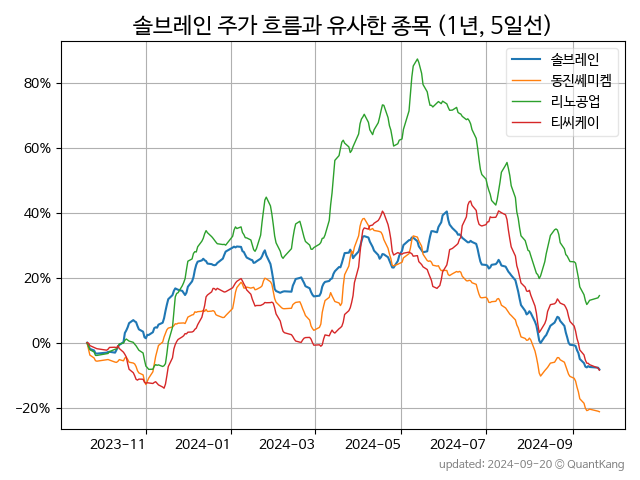 솔브레인 주가 흐름과 유사한 종목 (1년, 5일선)
솔브레인
동진쎄미켐
리노공업
티씨케이
80%
60%
40%
20%
0%
−20%
2023-11
2024-01
2024-03
2024-05
2024-07
2024-09
updated: 2024-09-20 © QuantKang